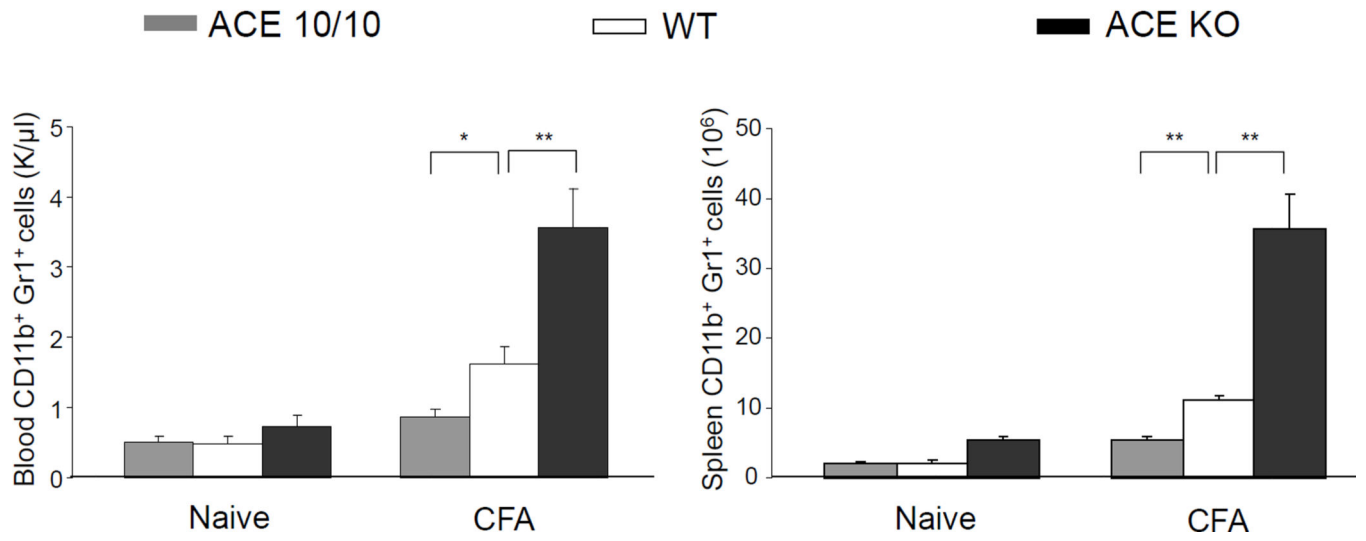 ACE 10/10 WT ACE KO
Blood CD11b⁺ Gr1⁺ cells (K/µl)
5
4
3
2
1
0
* **
Naive CFA
Spleen CD11b⁺ Gr1⁺ cells (10⁶)
50
40
30
20
10
0
** **
Naive CFA